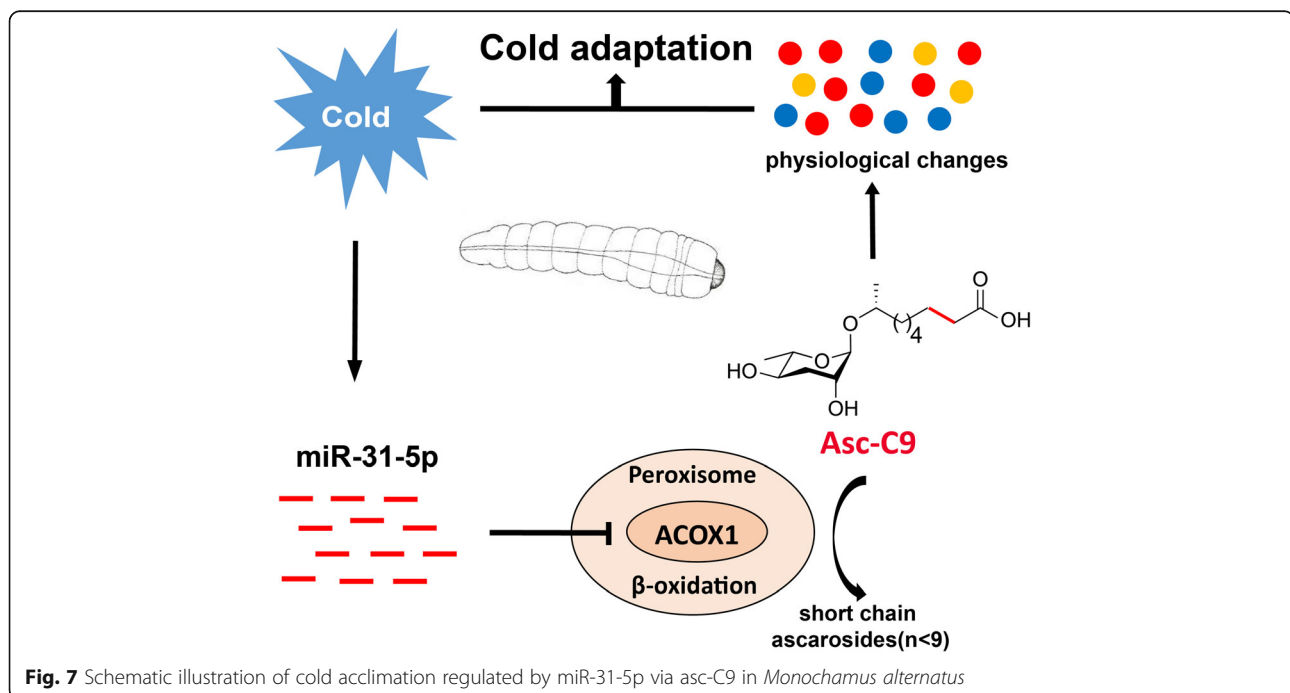 Cold adaptation
Cold
physiological changes
O
OH
O
4
O
HO
OH
Asc-C9
miR-31-5p
Peroxisome
ACOX1
β-oxidation
short chain
ascarosides(n<9)
Fig. 7 Schematic illustration of cold acclimation regulated by miR-31-5p via asc-C9 in Monochamus alternatus